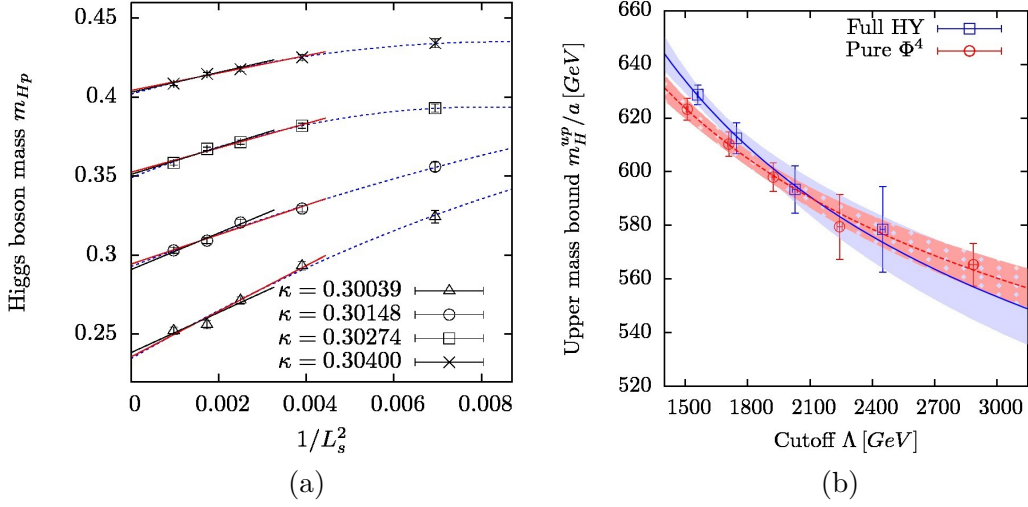 Higgs boson mass $m_{Hp}$
0.45
0.4
0.35
0.3
0.25
κ = 0.30039
κ = 0.30148
κ = 0.30274
κ = 0.30400
0 0.002 0.004 0.006 0.008
$1/L_s^2$
(a)
Upper mass bound $m_H^{up}/a$ [GeV]
660
640
620
600
580
560
540
520
Full HY
Pure Φ⁴
1500 1800 2100 2400 2700 3000
Cutoff Λ [GeV]
(b)